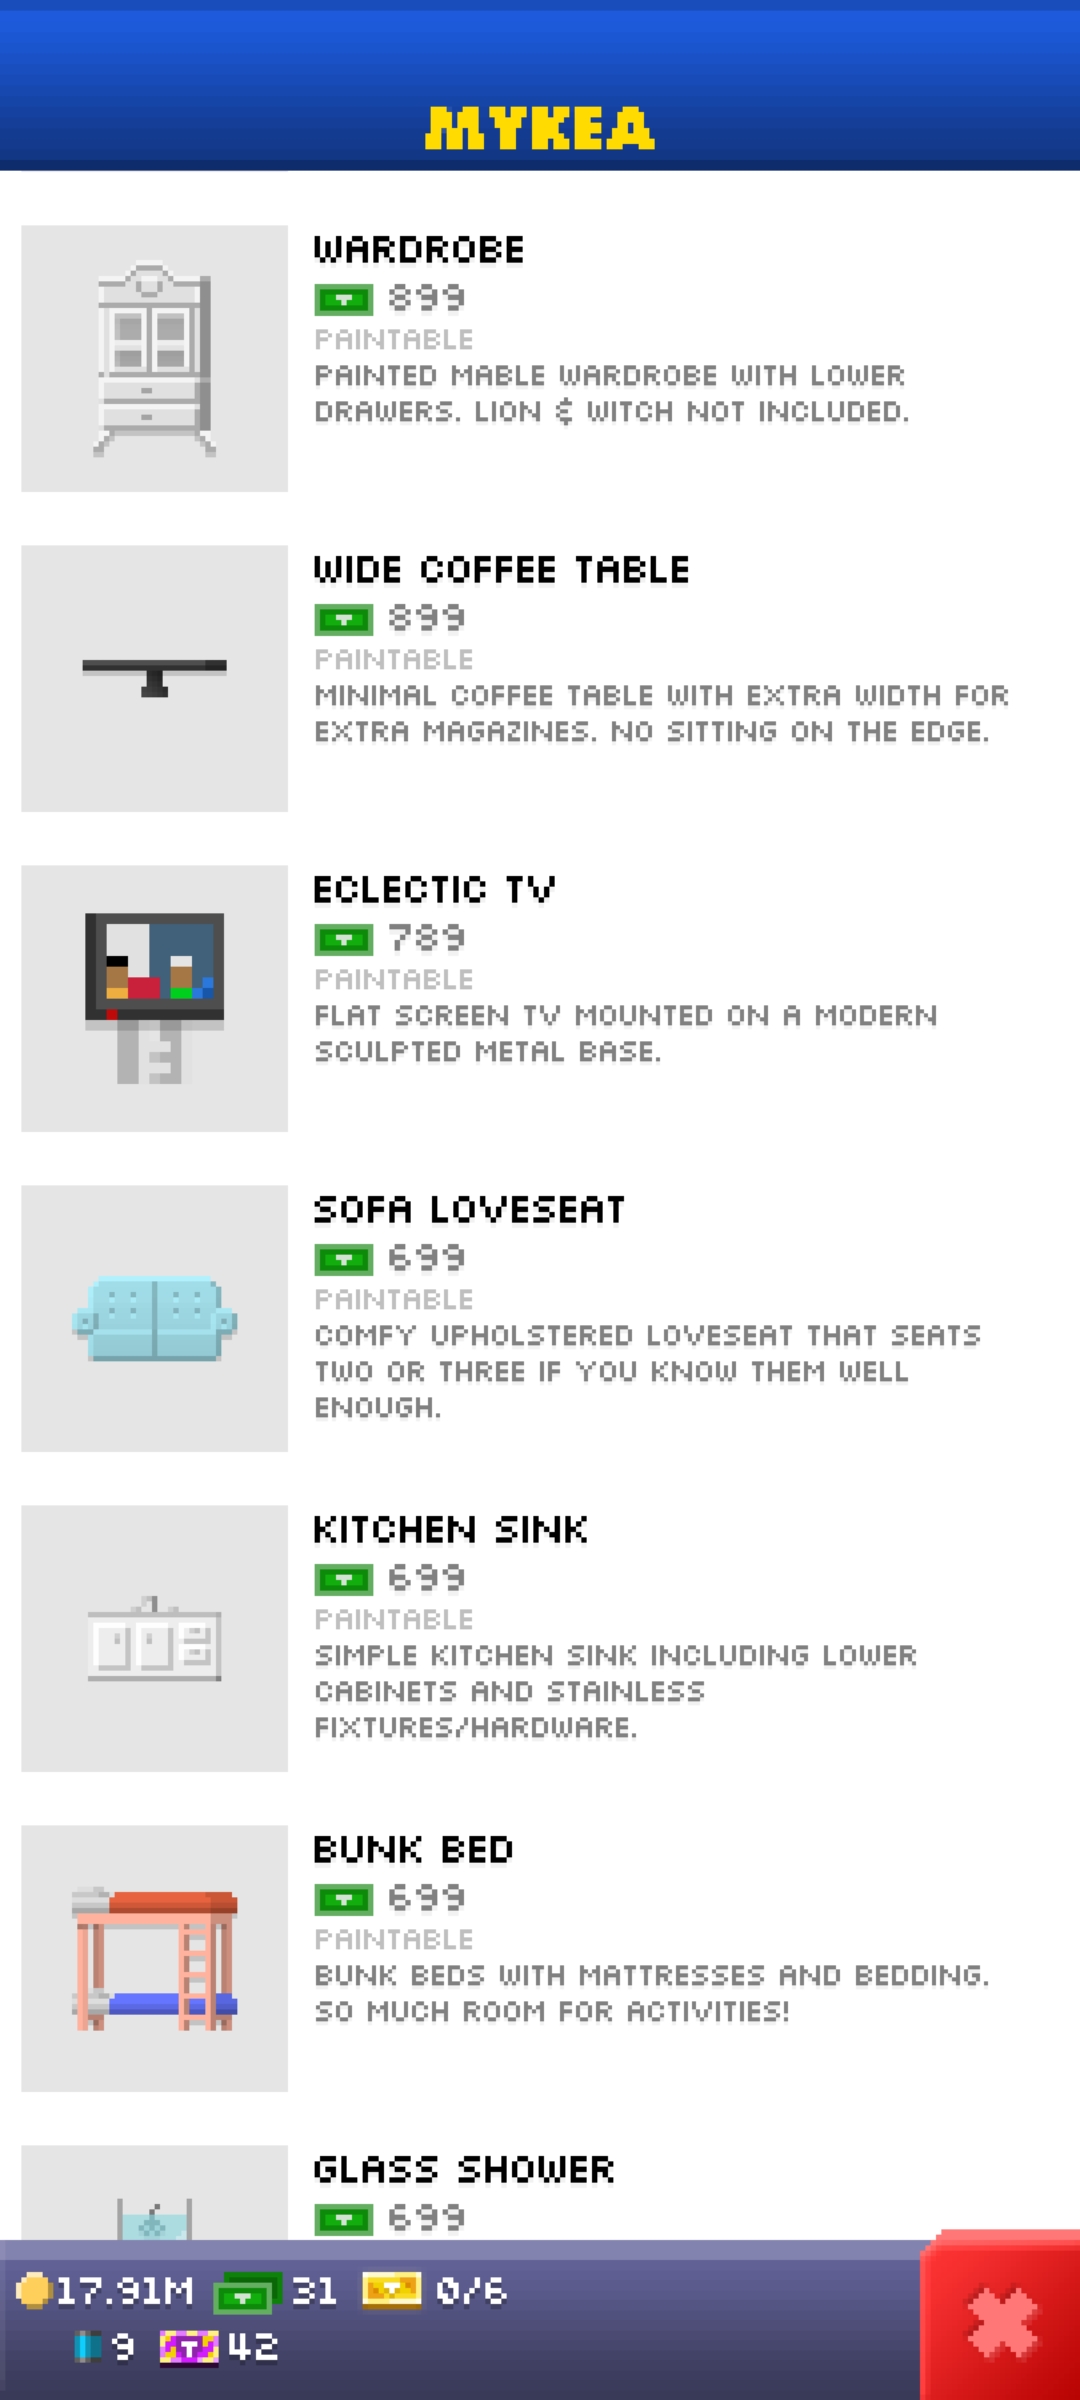 MYKEA
WARDROBE
899
PAINTABLE
PAINTED MABLE WARDROBE WITH LOWER
DRAWERS. LION & WITCH NOT INCLUDED.
WIDE COFFEE TABLE
899
PAINTABLE
MINIMAL COFFEE TABLE WITH EXTRA WIDTH FOR
EXTRA MAGAZINES. NO SITTING ON THE EDGE.
ECLECTIC TV
789
PAINTABLE
FLAT SCREEN TV MOUNTED ON A MODERN
SCULPTED METAL BASE.
SOFA LOVESEAT
699
PAINTABLE
COMFY UPHOLSTERED LOVESEAT THAT SEATS
TWO OR THREE IF YOU KNOW THEM WELL
ENOUGH.
KITCHEN SINK
699
PAINTABLE
SIMPLE KITCHEN SINK INCLUDING LOWER
CABINETS AND STAINLESS
FIXTURES/HARDWARE.
BUNK BED
699
PAINTABLE
BUNK BEDS WITH MATTRESSES AND BEDDING.
SO MUCH ROOM FOR ACTIVITIES!
GLASS SHOWER
699
17.91M 31 0/6
9 42